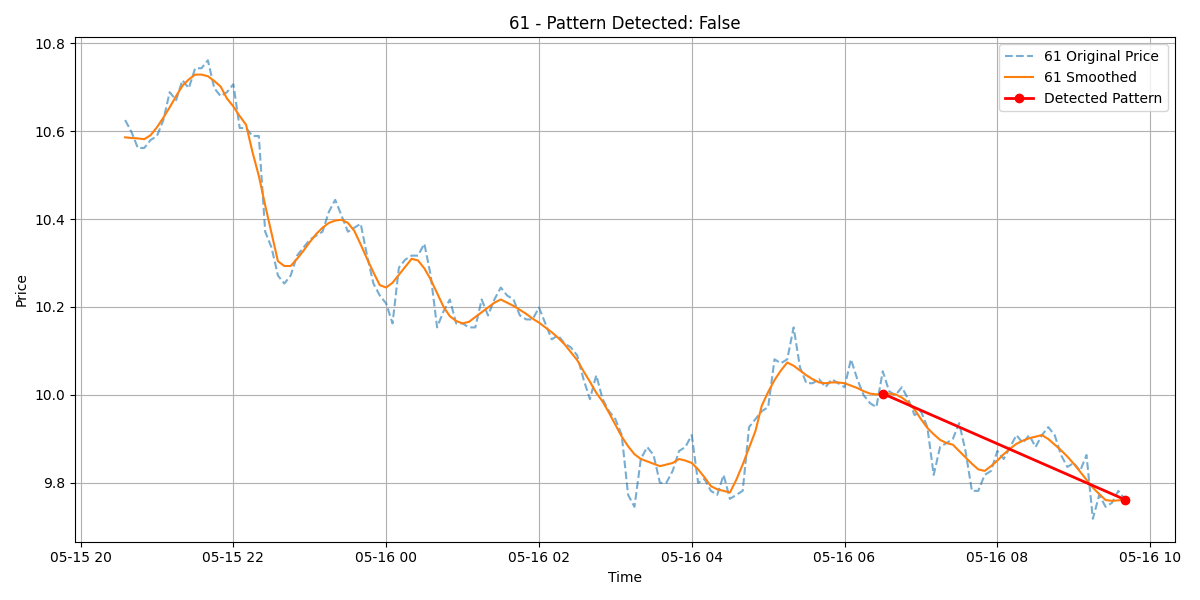 61 - Pattern Detected: False
61 Original Price
61 Smoothed
Detected Pattern
Price
10.8
10.6
10.4
10.2
10.0
9.8
05-15 20
05-15 22
05-16 00
05-16 02
05-16 04
05-16 06
05-16 08
05-16 10
Time